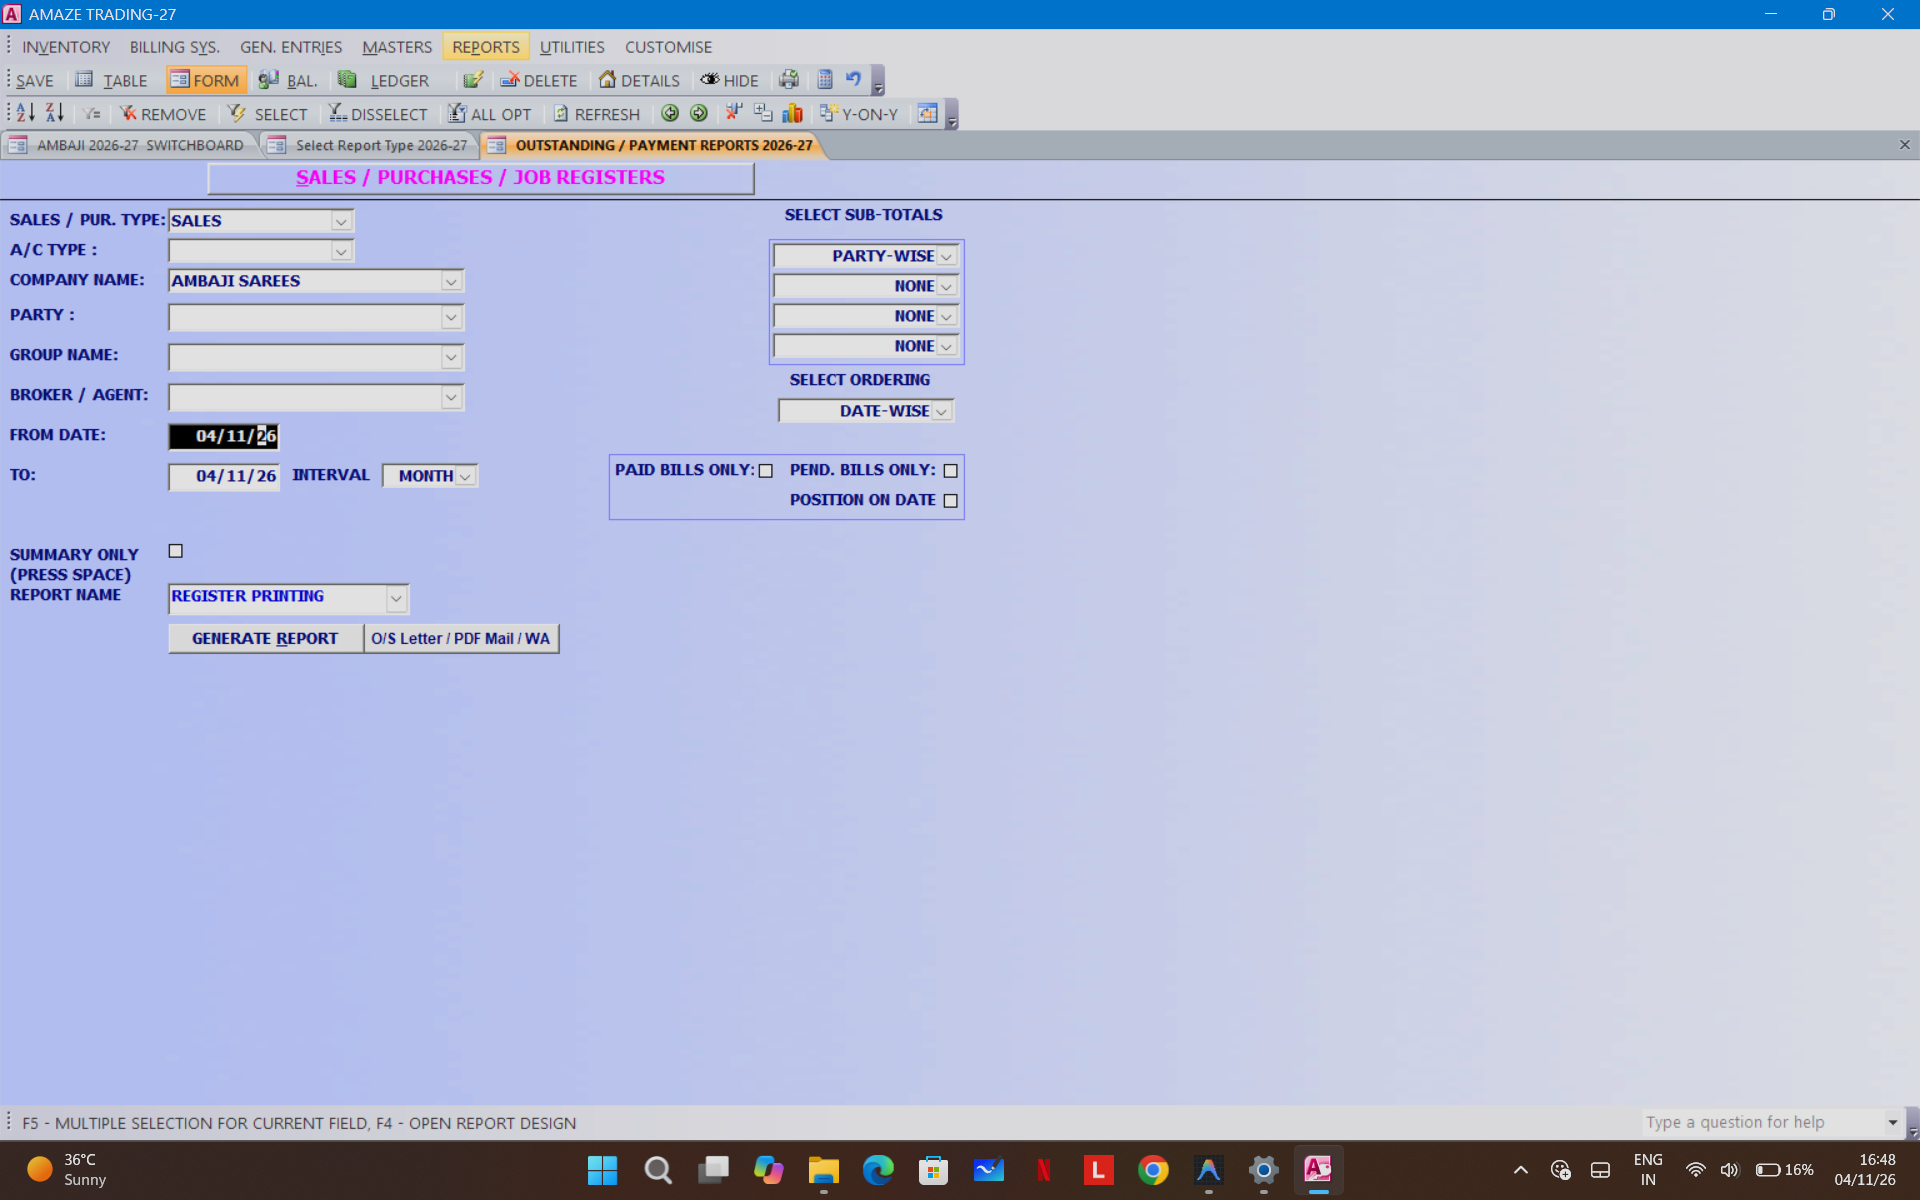 AMAZE TRADING-27
INVENTORY BILLING SYS. GEN. ENTRIES MASTERS REPORTS UTILITIES CUSTOMISE
SAVE TABLE FORM BAL. LEDGER DELETE DETAILS HIDE
REMOVE SELECT DISSELECT ALL OPT REFRESH Y-ON-Y
AMBAJI 2026-27 SWITCHBOARD Select Report Type 2026-27 OUTSTANDING / PAYMENT REPORTS 2026-27
SALES / PURCHASES / JOB REGISTERS
SALES / PUR. TYPE: SALES
A/C TYPE :
COMPANY NAME: AMBAJI SAREES
PARTY :
GROUP NAME:
BROKER / AGENT:
FROM DATE: 04/11/26
TO: 04/11/26 INTERVAL MONTH
SELECT SUB-TOTALS
PARTY-WISE
NONE
NONE
NONE
SELECT ORDERING
DATE-WISE
PAID BILLS ONLY: PEND. BILLS ONLY:
POSITION ON DATE
SUMMARY ONLY
(PRESS SPACE)
REPORT NAME REGISTER PRINTING
GENERATE REPORT O/S Letter / PDF Mail / WA
F5 - MULTIPLE SELECTION FOR CURRENT FIELD, F4 - OPEN REPORT DESIGN
Type a question for help
36°C
Sunny
ENG
IN
16%
16:48
04/11/26